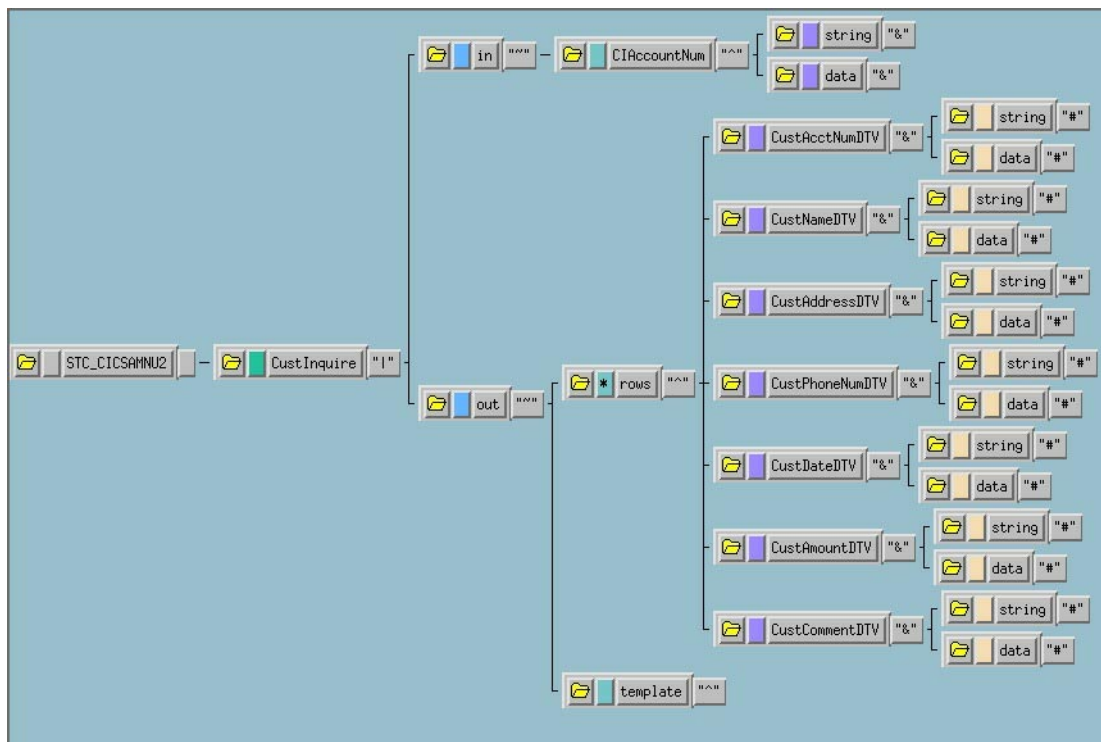 string "&"
in "~" CIAccountNum "^"
data "&"
string "#"
CustAcctNumDTV "&"
data "#"
string "#"
CustNameDTV "&"
data "#"
string "#"
CustAddressDTV "&"
data "#"
STC_CICSAMNU2 CustInquire "|"
string "#"
rows "^" CustPhoneNumDTV "&"
* 
out "~"
data "#"
string "#"
CustDateDTV "&"
data "#"
string "#"
CustAmountDTV "&"
data "#"
string "#"
CustCommentDTV "&"
data "#"
template "^"